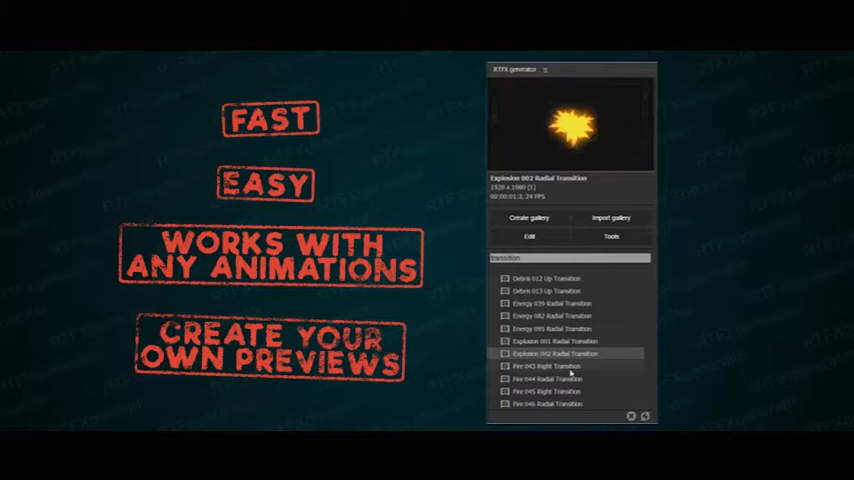 FAST
EASY
WORKS WITH
ANY ANIMATIONS
CREATE YOUR
OWN PREVIEWS
RTFX generator
Explosion 002 Radial Transition
1920 x 1080 (1)
24 FPS
Create gallery
Import gallery
Edit
Tools
transition
Debris 012 Up Transition
Debris 013 Up Transition
Energy 039 Radial Transition
Energy 082 Radial Transition
Energy 095 Radial Transition
Explosion 001 Radial Transition
Explosion 002 Radial Transition
Fire 043 Right Transition
Fire 044 Radial Transition
Fire 045 Right Transition
Fire 046 Radial Transition